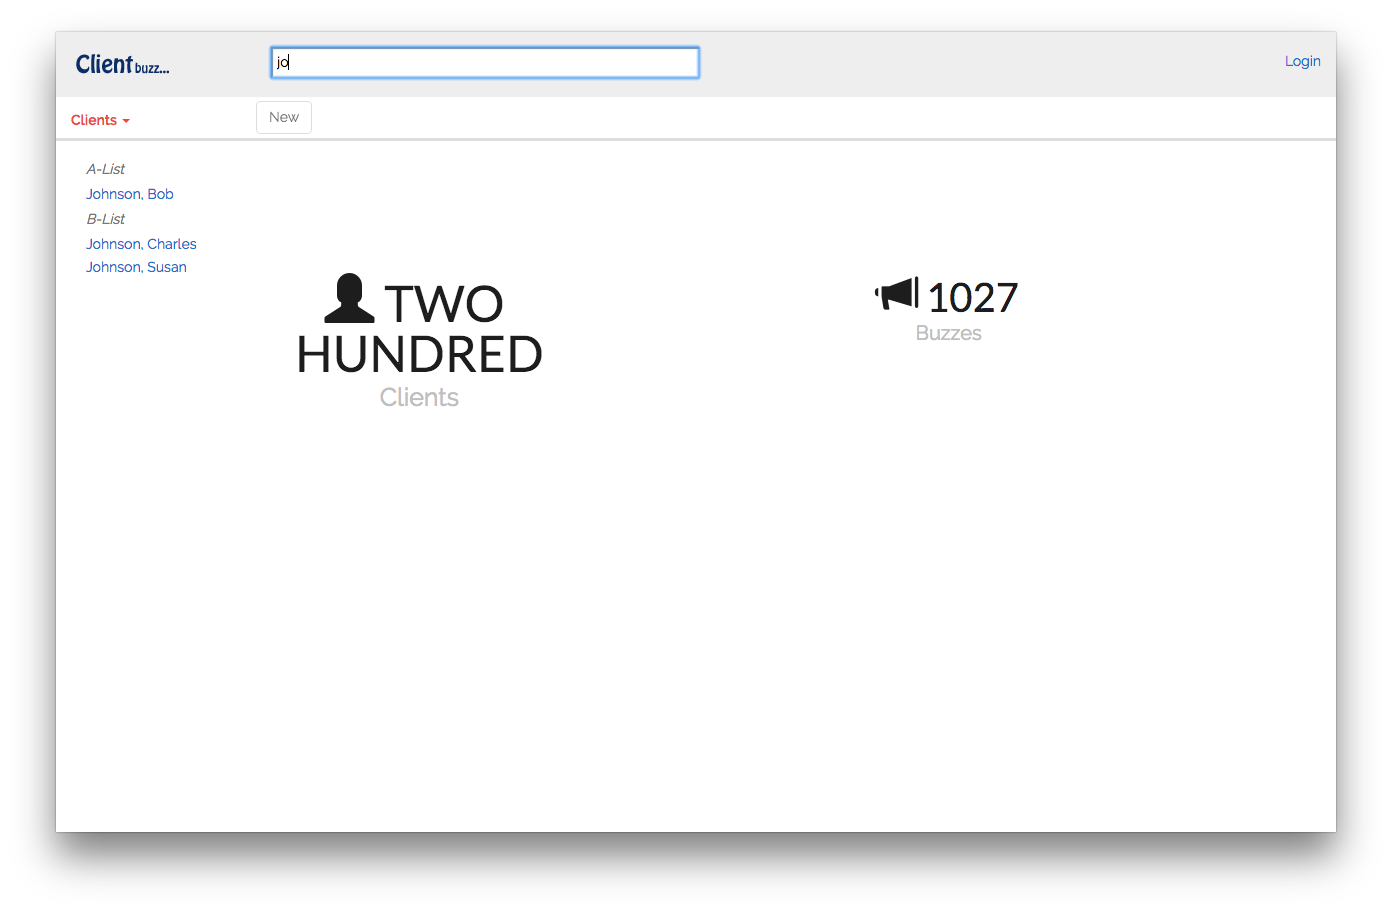 Client buzz...
jo
Login
Clients
New
A-List
Johnson, Bob
B-List
Johnson, Charles
Johnson, Susan
TWO
HUNDRED
Clients
1027
Buzzes